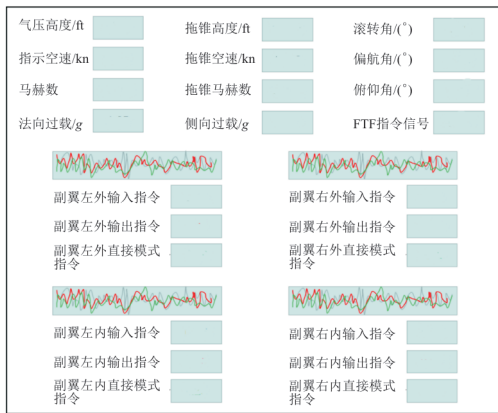 气压高度/ft 拖锥高度/ft 滚转角/(°)
指示空速/kn 拖锥空速/kn 偏航角/(°)
马赫数 拖锥马赫数 俯仰角/(°)
法向过载/g 侧向过载/g FTF指令信号
副翼左外输入指令 副翼右外输入指令
副翼左外输出指令 副翼右外输出指令
副翼左外直接模式 副翼右外直接模式
指令 指令
副翼左内输入指令 副翼右内输入指令
副翼左内输出指令 副翼右内输出指令
副翼左内直接模式 副翼右内直接模式
指令 指令